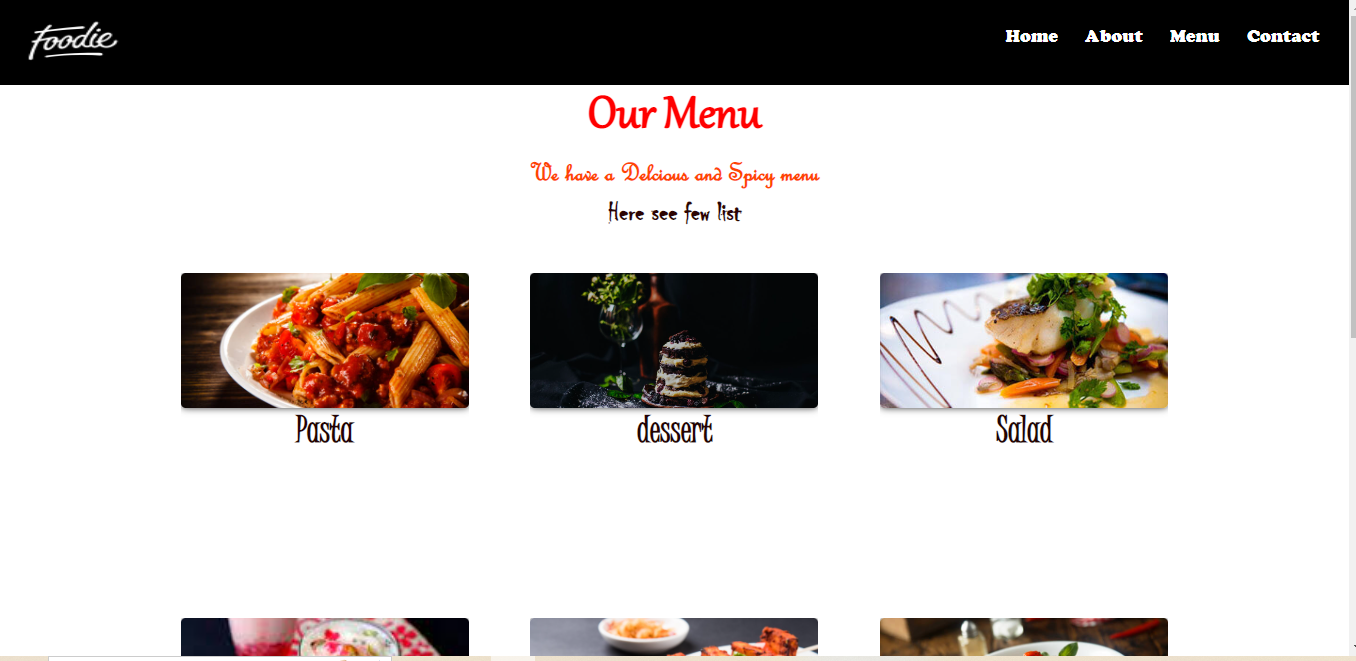 foodie
Home About Menu Contact
Our Menu
We have a Delcious and Spicy menu
Here see few list
Pasta
dessert
Salad